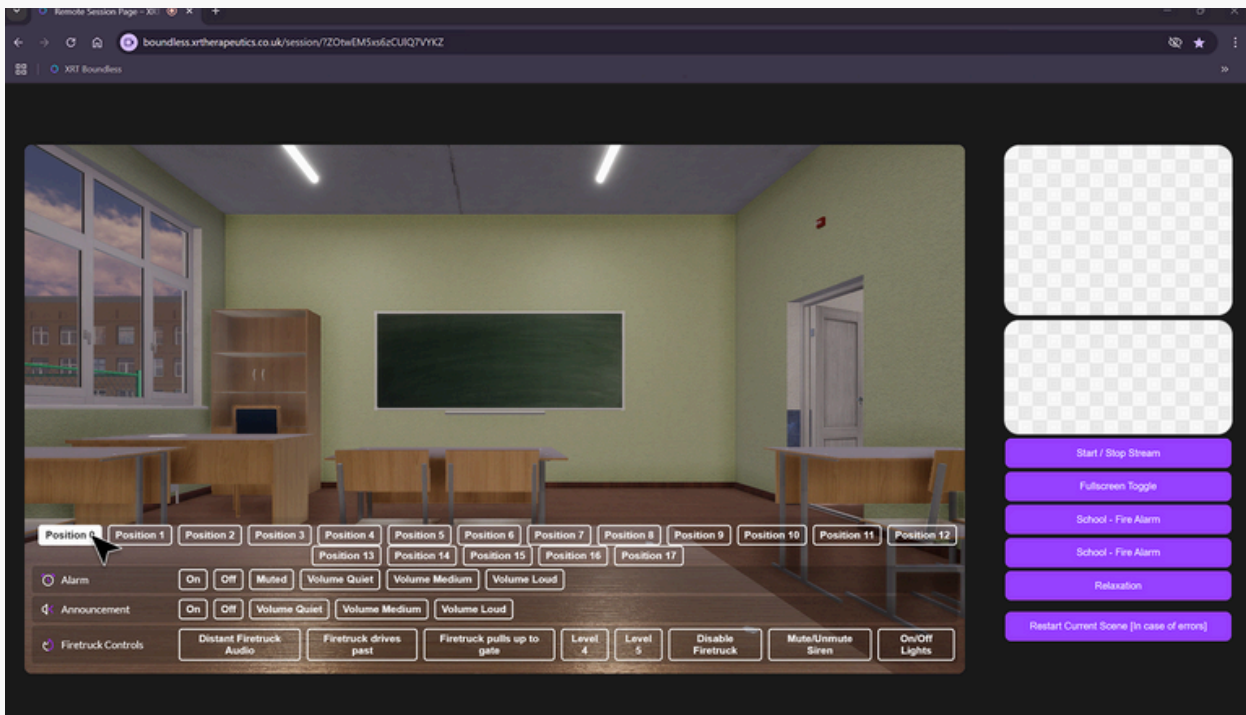 Remote Session Page – XR
boundless.xrtherapeutics.co.uk/session/?ZOtwEM5xs6zCUlQ7VYKZ
XRT Boundless
Start / Stop Stream
Fullscreen Toggle
School - Fire Alarm
School - Fire Alarm
Relaxation
Restart Current Scene [In case of errors]
Position 0 Position 1 Position 2 Position 3 Position 4 Position 5 Position 6 Position 7 Position 8 Position 9 Position 10 Position 11 Position 12
Position 13 Position 14 Position 15 Position 16 Position 17
Alarm On Off Muted Volume Quiet Volume Medium Volume Loud
Announcement On Off Volume Quiet Volume Medium Volume Loud
Firetruck Controls Distant Firetruck Audio Firetruck drives past Firetruck pulls up to gate Level 4 Level 5 Disable Firetruck Mute/Unmute Siren On/Off Lights